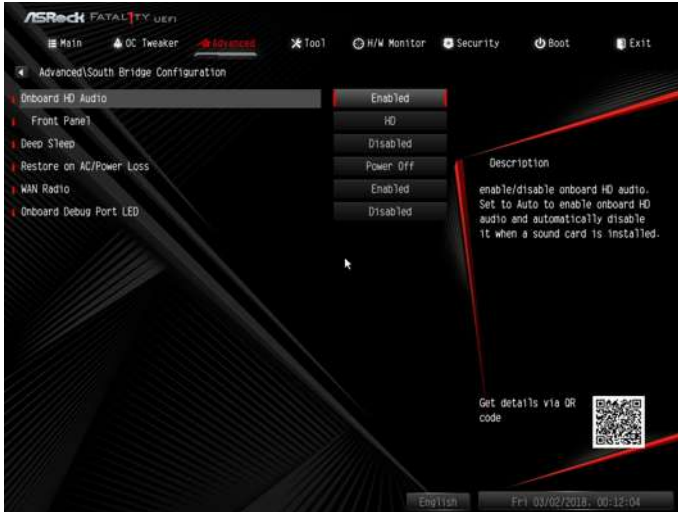 ASRock FATAL1TY UEFI
Main OC Tweaker Advanced Tool H/W Monitor Security Boot Exit
Advanced\South Bridge Configuration
Onboard HD Audio Enabled
Front Panel HD
Deep Sleep Disabled
Restore on AC/Power Loss Power Off
WAN Radio Enabled
Onboard Debug Port LED Disabled
Description
enable/disable onboard HD audio.
Set to Auto to enable onboard HD
audio and automatically disable
it when a sound card is installed.
Get details via QR
code
English Fri 03/02/2018. 00:12:04